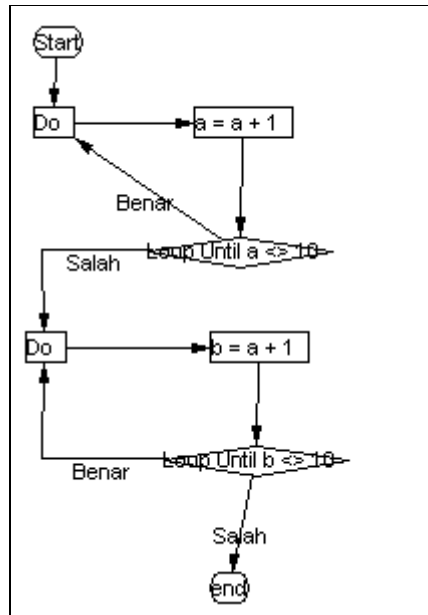 Start
Do
a = a + 1
Benar
Loop Until a <> 10
Salah
Do
b = a + 1
Loop Until b <> 10
Benar
Salah
end